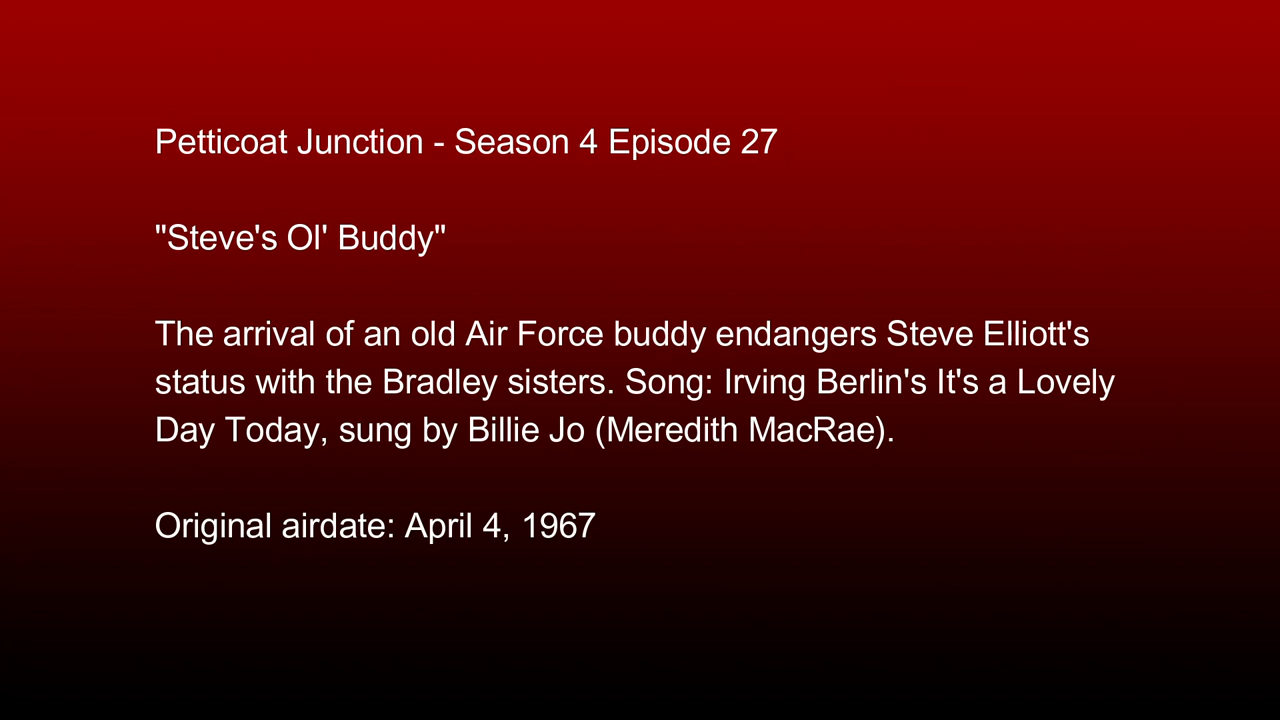 Petticoat Junction - Season 4 Episode 27
"Steve's Ol' Buddy"
The arrival of an old Air Force buddy endangers Steve Elliott's
status with the Bradley sisters. Song: Irving Berlin's It's a Lovely
Day Today, sung by Billie Jo (Meredith MacRae).
Original airdate: April 4, 1967